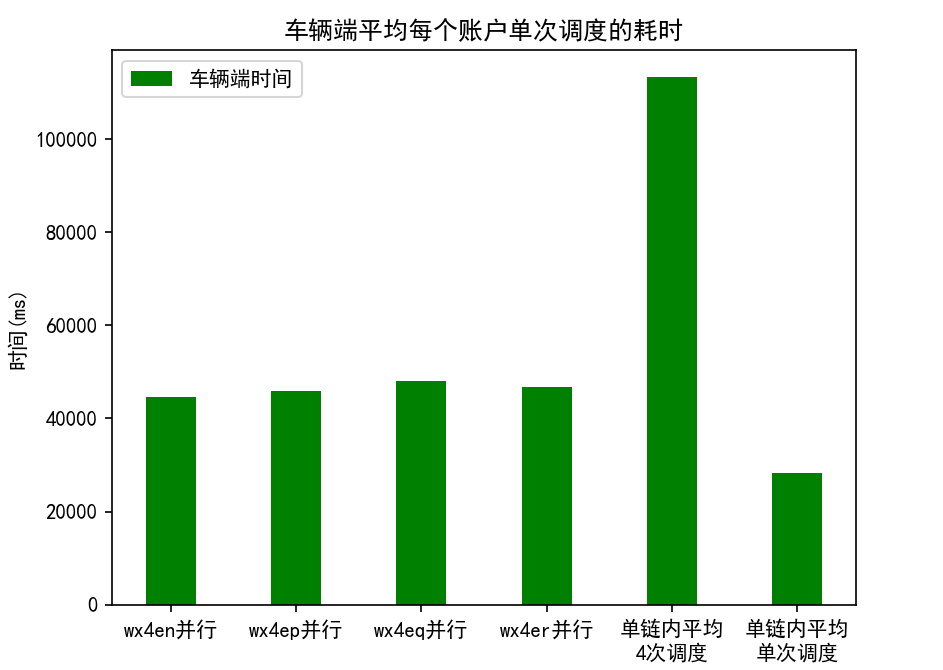 车辆端平均每个账户单次调度的耗时
车辆端时间
时间(ms)
100000
80000
60000
40000
20000
0
wx4en并行
wx4ep并行
wx4eq并行
wx4er并行
单链内平均
4次调度
单链内平均
单次调度